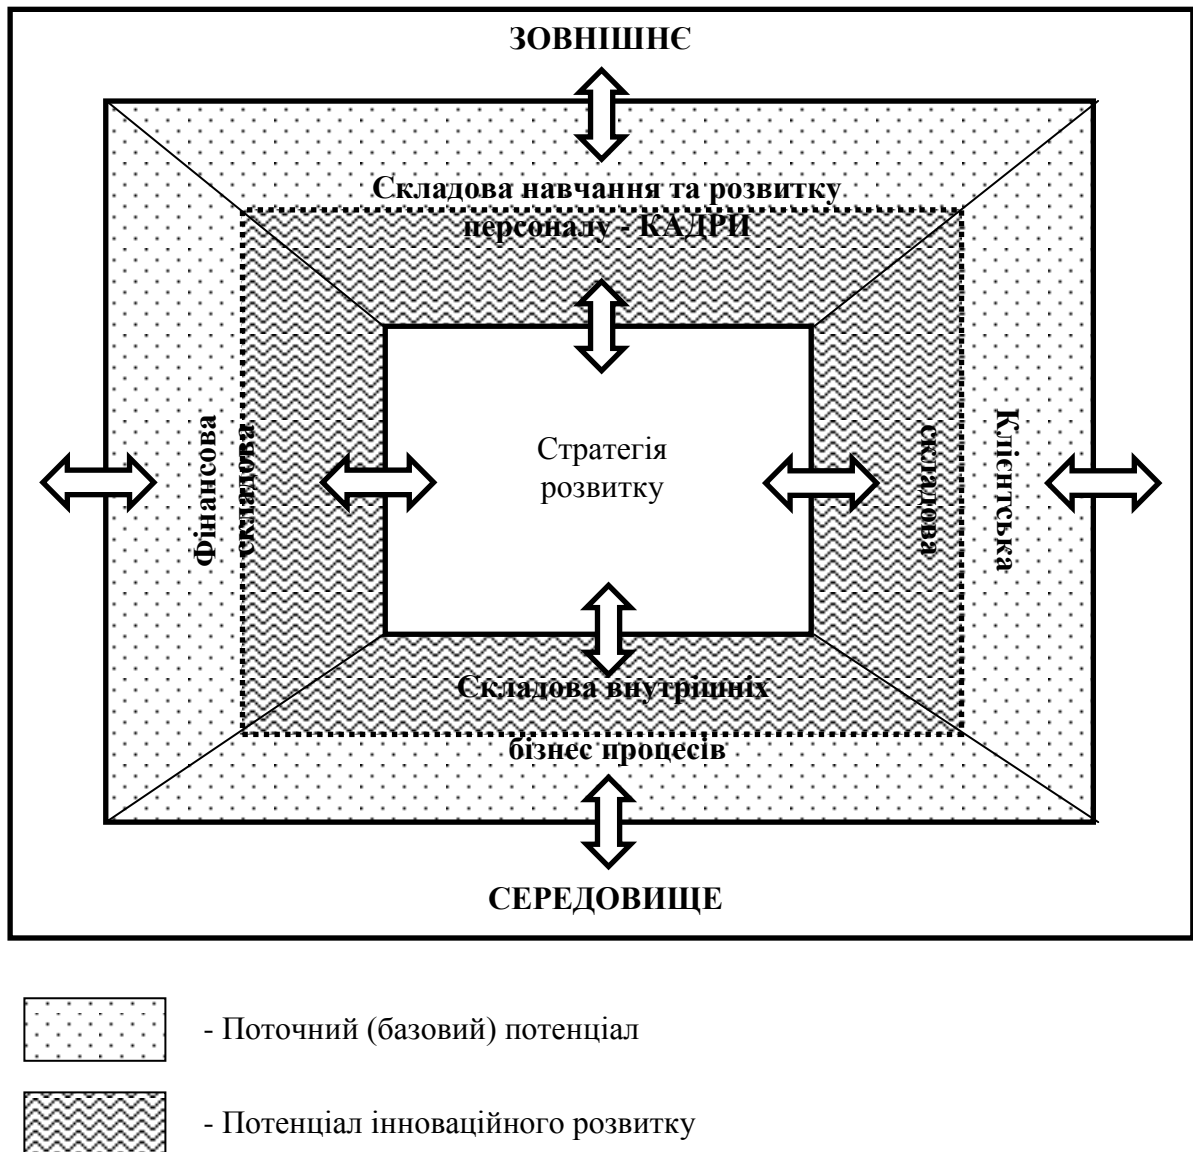 ЗОВНІШНЄ
Складова навчання та розвитку
персоналу - КАДРИ
Фінансова
складова
Стратегія
розвитку
Клієнтська
складова
Складова внутрішніх
бізнес процесів
СЕРЕДОВИЩЕ
- Поточний (базовий) потенціал
- Потенціал інноваційного розвитку